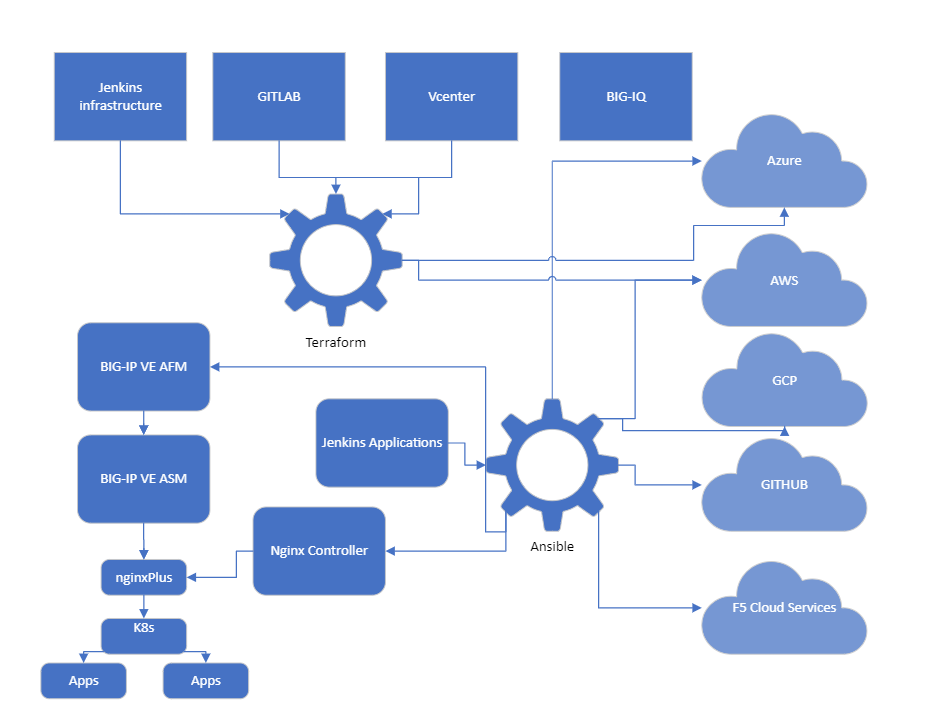 Jenkins
infrastructure
GITLAB
Vcenter
BIG-IQ
Azure
AWS
Terraform
BIG-IP VE AFM
GCP
Jenkins Applications
BIG-IP VE ASM
GITHUB
Ansible
Nginx Controller
nginxPlus
F5 Cloud Services
K8s
Apps
Apps